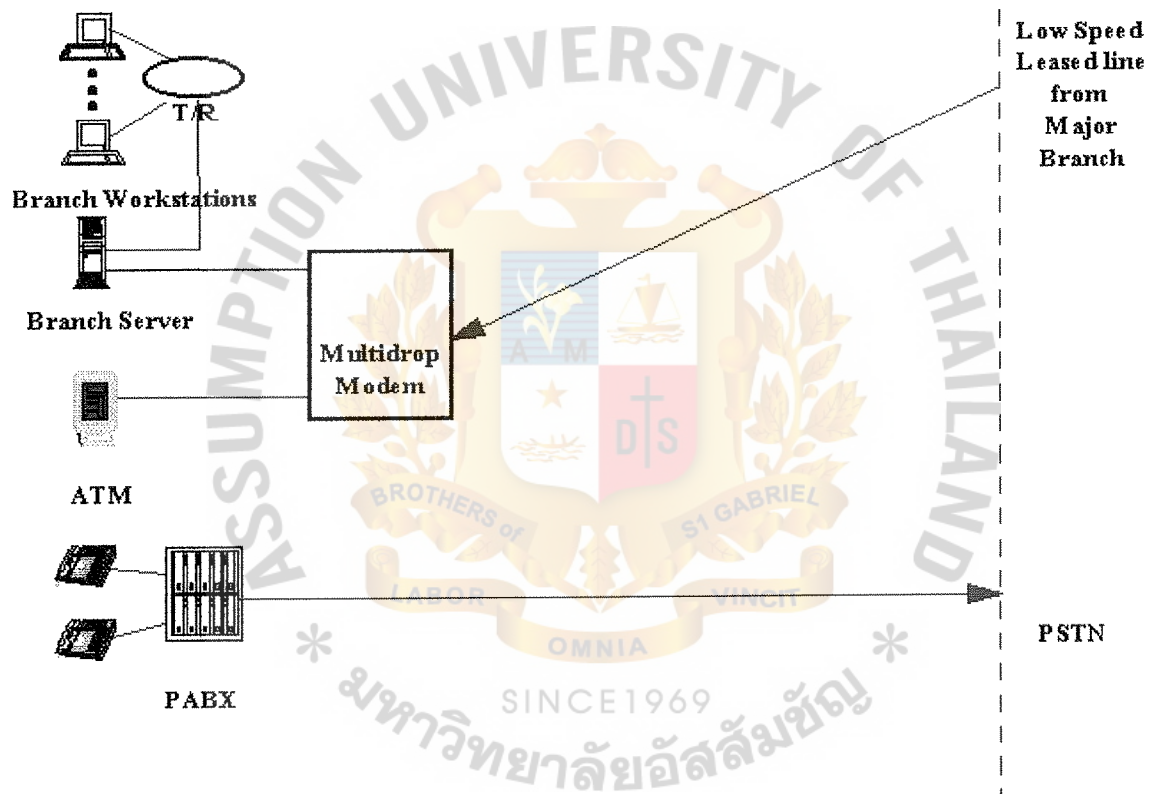 T/R
Branch Workstations
Branch Server
ATM
Multidrop
Modem
PABX
Low Speed
Leased line
from
Major
Branch
PSTN
ASSUMPTION UNIVERSITY OF THAILAND
A M
D S
BROTHERS of ST GABRIEL
LABOR
OMNIA
VINCIT
SINCE1969
มหาวิทยาลัยอัสสัมชัญ